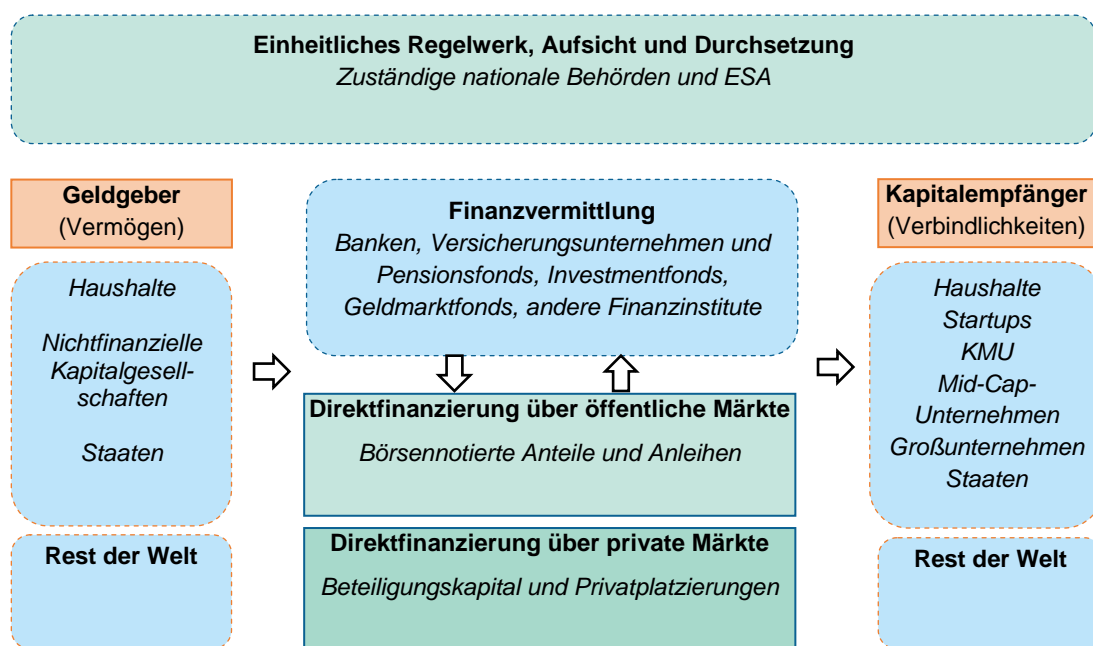 Einheitliches Regelwerk, Aufsicht und Durchsetzung
Zuständige nationale Behörden und ESA
Geldgeber
(Vermögen)
Haushalte
Nichtfinanzielle
Kapitalgesell-
schaften
Staaten
Rest der Welt
Finanzvermittlung
Banken, Versicherungsunternehmen und
Pensionsfonds, Investmentfonds,
Geldmarktfonds, andere Finanzinstitute
Direktfinanzierung über öffentliche Märkte
Börsennotierte Anteile und Anleihen
Direktfinanzierung über private Märkte
Beteiligungskapital und Privatplatzierungen
Kapitalempfänger
(Verbindlichkeiten)
Haushalte
Startups
KMU
Mid-Cap-
Unternehmen
Großunternehmen
Staaten
Rest der Welt